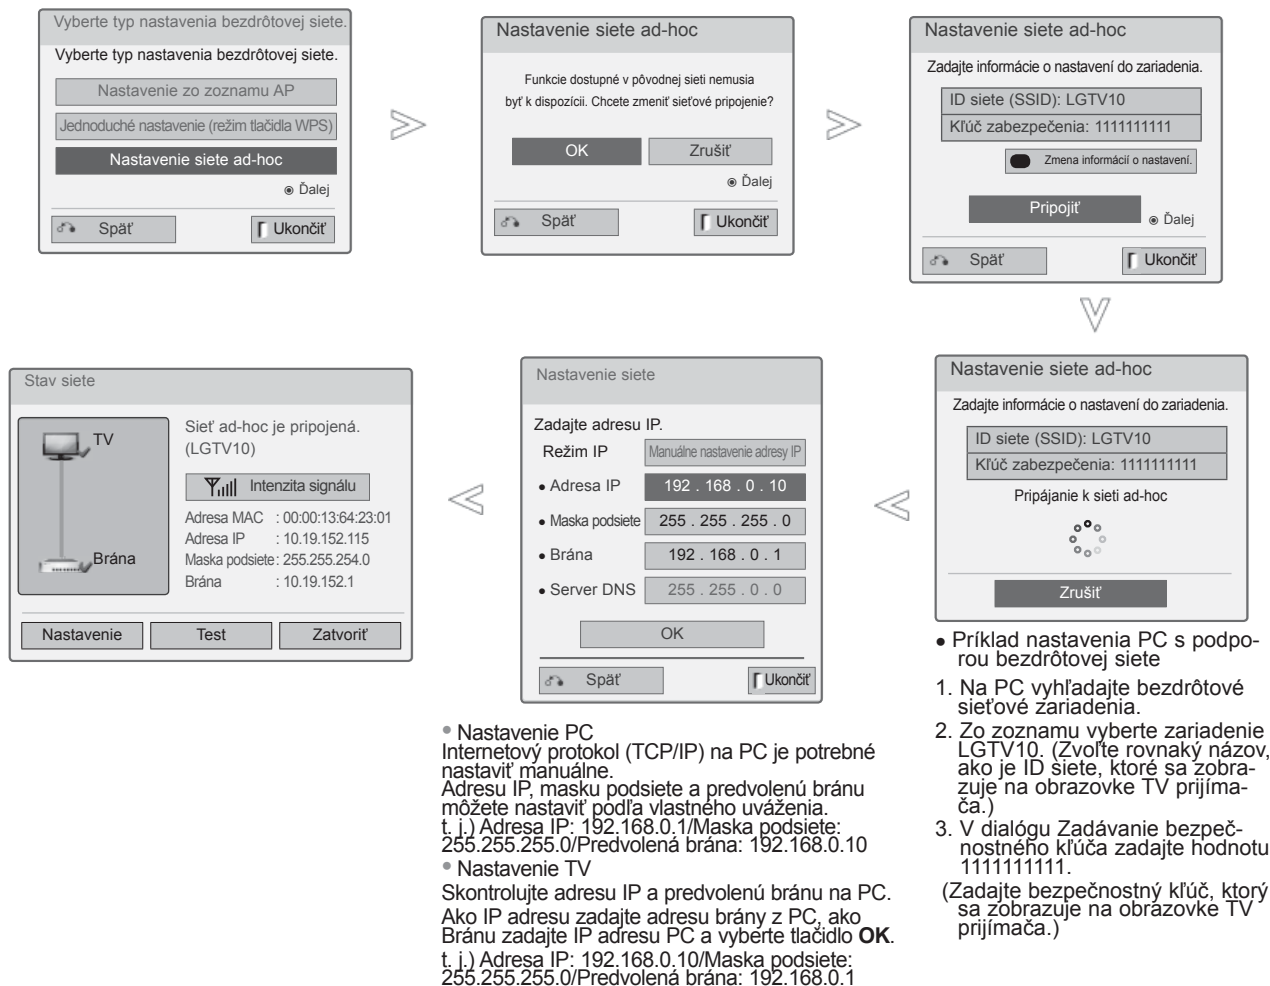 Vyberte typ nastavenia bezdrôtovej siete.
Vyberte typ nastavenia bezdrôtovej siete.
Nastavenie zo zoznamu AP
Jednoduché nastavenie (režim tlačidla WPS)
Nastavenie siete ad-hoc
Ďalej
Späť
Ukončiť
Nastavenie siete ad-hoc
Funkcie dostupné v pôvodnej sieti nemusia
byť k dispozícii. Chcete zmeniť sieťové pripojenie?
OK
Zrušiť
Ďalej
Späť
Ukončiť
Nastavenie siete ad-hoc
Zadajte informácie o nastavení do zariadenia.
ID siete (SSID): LGTV10
Kľúč zabezpečenia: 1111111111
Zmena informácií o nastavení.
Pripojiť
Ďalej
Späť
Ukončiť
Nastavenie siete ad-hoc
Zadajte informácie o nastavení do zariadenia.
ID siete (SSID): LGTV10
Kľúč zabezpečenia: 1111111111
Pripájanie k sieti ad-hoc
Zrušiť
• Príklad nastavenia PC s podpo-
rou bezdrôtovej siete
1. Na PC vyhľadajte bezdrôtové
sieťové zariadenia.
2. Zo zoznamu vyberte zariadenie
LGTV10. (Zvoľte rovnaký názov,
ako je ID siete, ktoré sa zobra-
zuje na obrazovke TV prijíma-
ča.)
3. V dialógu Zadávanie bezpeč-
nostného kľúča zadajte hodnotu
1111111111.
(Zadajte bezpečnostný kľúč, ktorý
sa zobrazuje na obrazovke TV
prijímača.)
Nastavenie siete
Zadajte adresu IP.
Režim IP Manuálne nastavenie adresy IP
• Adresa IP 192 . 168 . 0 . 10
• Maska podsiete 255 . 255 . 255 . 0
• Brána 192 . 168 . 0 . 1
• Server DNS 255 . 255 . 0 . 0
OK
Späť
Ukončiť
• Nastavenie PC
Internetový protokol (TCP/IP) na PC je potrebné
nastaviť manuálne.
Adresu IP, masku podsiete a predvolenú bránu
môžete nastaviť podľa vlastného uváženia.
t. j.) Adresa IP: 192.168.0.1/Maska podsiete:
255.255.255.0/Predvolená brána: 192.168.0.10
• Nastavenie TV
Skontrolujte adresu IP a predvolenú bránu na PC.
Ako IP adresu zadajte adresu brány z PC, ako
Bránu zadajte IP adresu PC a vyberte tlačidlo OK.
t. j.) Adresa IP: 192.168.0.10/Maska podsiete:
255.255.255.0/Predvolená brána: 192.168.0.1
Stav siete
TV
Brána
Sieť ad-hoc je pripojená.
(LGTV10)
Intenzita signálu
Adresa MAC : 00:00:13:64:23:01
Adresa IP : 10.19.152.115
Maska podsiete : 255.255.254.0
Brána : 10.19.152.1
Nastavenie
Test
Zatvoriť